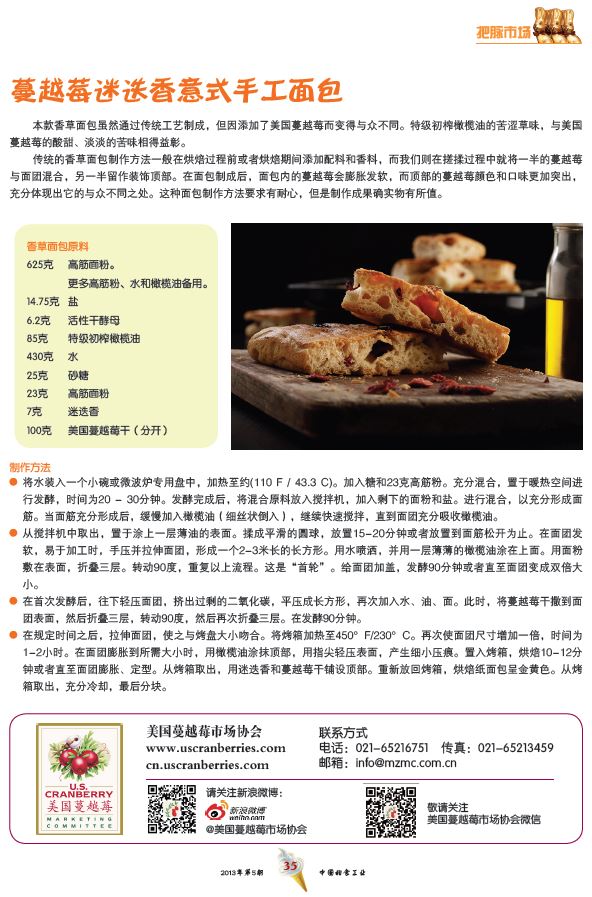 把脉市场
蔓越莓迷迭香意式手工面包
本款香草面包虽然通过传统工艺制成，但因添加了美国蔓越莓而变得与众不同。特级初榨橄榄油的苦涩草味，与美国
蔓越莓的酸甜、淡淡的苦味相得益彰。
传统的香草面包制作方法一般在烘焙过程前或者烘焙期间添加配料和香料，而我们则在搓揉过程中就将一半的蔓越莓
与面团混合，另一半留作装饰顶部。在面包制成后，面包内的蔓越莓会膨胀发软，而顶部的蔓越莓颜色和口味更加突出，
充分体现出它的与众不同之处。这种面包制作方法要求有耐心，但是制作成果确实物有所值。
香草面包原料
625克 高筋面粉。
更多高筋粉、水和橄榄油备用。
14.75克 盐
6.2克 活性干酵母
85克 特级初榨橄榄油
430克 水
25克 砂糖
23克 高筋面粉
7克 迷迭香
100克 美国蔓越莓干（分开）
制作方法
● 将水装入一个小碗或微波炉专用盘中，加热至约(110 F / 43.3 C)。加入糖和23克高筋粉。充分混合，置于暖热空间进
行发酵，时间为20 - 30分钟。发酵完成后，将混合原料放入搅拌机，加入剩下的面粉和盐。进行混合，以充分形成面
筋。当面筋充分形成后，缓慢加入橄榄油（细丝状倒入），继续快速搅拌，直到面团充分吸收橄榄油。
● 从搅拌机中取出，置于涂上一层薄油的表面。揉成平滑的圆球，放置15-20分钟或者放置到面筋松开为止。在面团发
软，易于加工时，手压并拉伸面团，形成一个2-3米长的长方形。用水喷洒，并用一层薄薄的橄榄油涂在上面。用面粉
敷在表面，折叠三层。转动90度，重复以上流程。这是“首轮”。给面团加盖，发酵90分钟或者直至面团变成双倍大
小。
● 在首次发酵后，往下轻压面团，挤出过剩的二氧化碳，平压成长方形，再次加入水、油、面。此时，将蔓越莓干撒到面
团表面，然后折叠三层，转动90度，然后再次折叠三层。在发酵90分钟。
● 在规定时间之后，拉伸面团，使之与烤盘大小吻合。将烤箱加热至450° F/230° C。再次使面团尺寸增加一倍，时间为
1-2小时。在面团膨胀到所需大小时，用橄榄油涂抹顶部，用指尖轻压表面，产生细小压痕。置入烤箱，烘焙10-12分
钟或者直至面团膨胀、定型。从烤箱取出，用迷迭香和蔓越莓干铺设顶部。重新放回烤箱，烘焙纸面包呈金黄色。从烤
箱取出，充分冷却，最后分块。
U.S.
CRANBERRY
美国蔓越莓
MARKETING
COMMITTEE
美国蔓越莓市场协会
www.uscranberries.com
cn.uscranberries.com
联系方式
电话：021-65216751 传真：021-65213459
邮箱：info@mzmc.com.cn
请关注新浪微博：
新浪微博
weibo.com
@美国蔓越莓市场协会
敬请关注
美国蔓越莓市场协会微信
2013年第5期 35 中国焙食工业